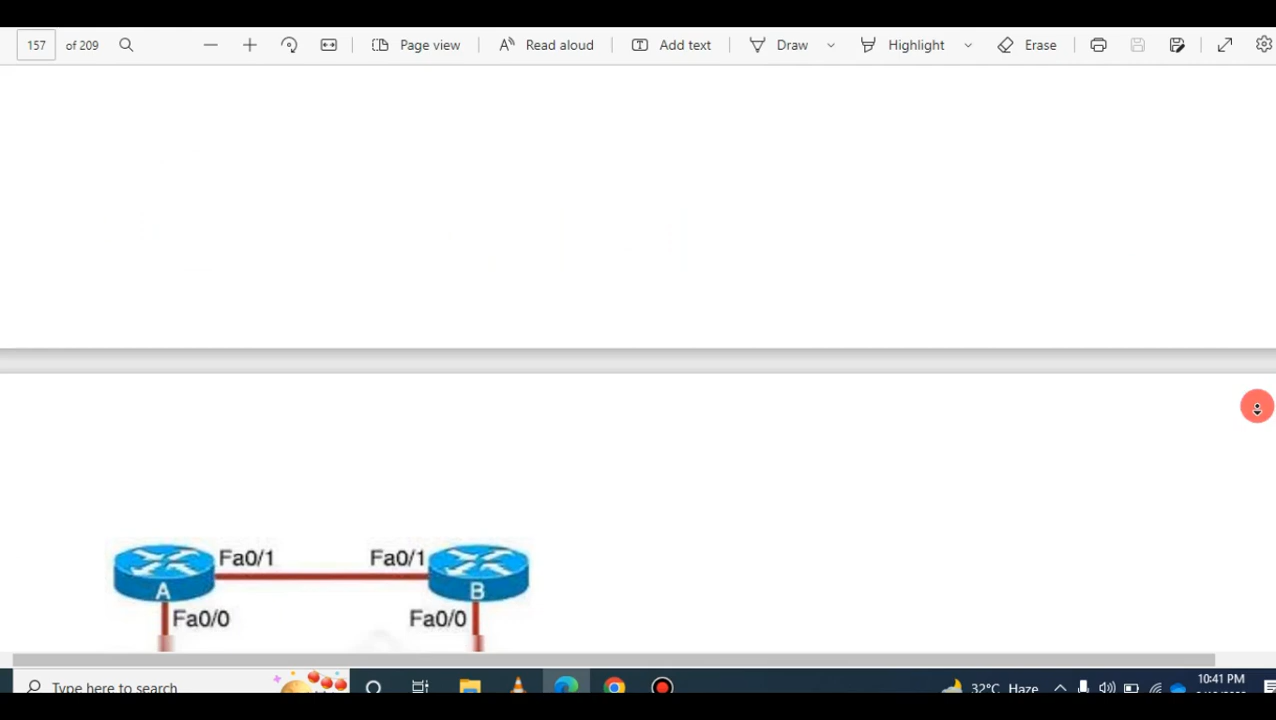 157 of 209 Page view Read aloud Add text Draw Highlight Erase
Fa0/1 Fa0/1
A B
Fa0/0 Fa0/0
Type here to search 32°C Haze 10:41 PM